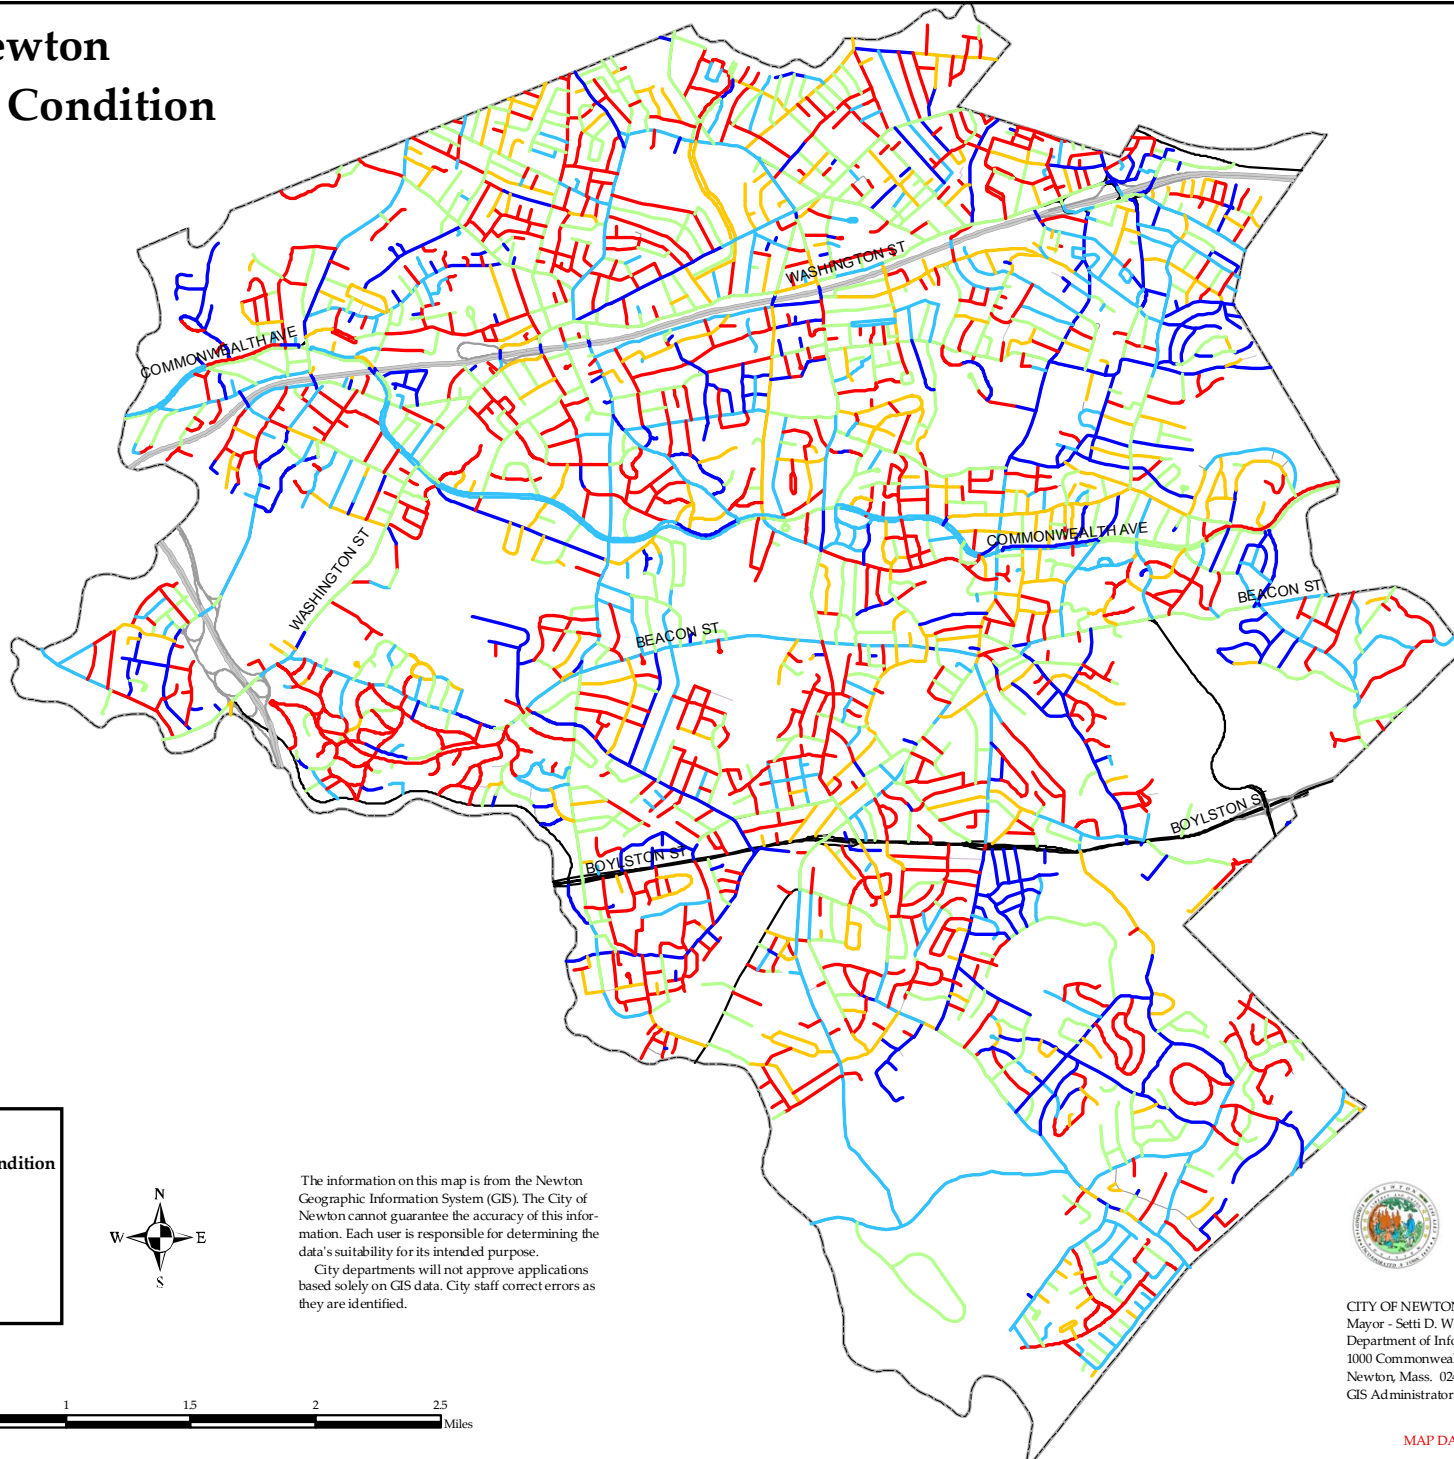 ewton
Condition
WASHINGTON ST
COMMONWEALTH AVE
COMMONWEALTH AVE
WASHINGTON ST
BEACON ST
BEACON ST
BOYLSTON ST
BOYLSTON ST
ndition
N
W E
S
The information on this map is from the Newton
Geographic Information System (GIS). The City of
Newton cannot guarantee the accuracy of this infor-
mation. Each user is responsible for determining the
data's suitability for its intended purpose.
City departments will not approve applications
based solely on GIS data. City staff correct errors as
they are identified.
CITY OF NEWTON
Mayor - Setti D. W
Department of Info
1000 Commonweal
Newton, Mass. 024
GIS Administrator
1 1.5 2 2.5
Miles
MAP DA